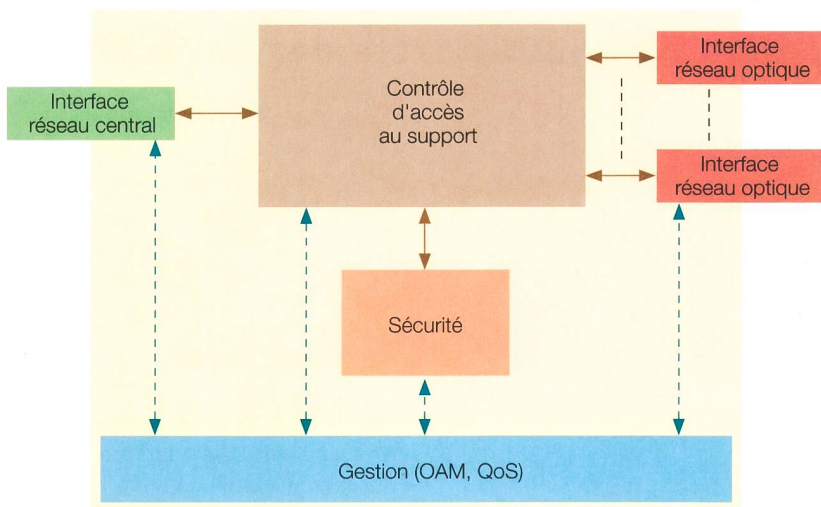 Interface
réseau central
Contrôle
d'accès
au support
Interface
réseau optique
Interface
réseau optique
Sécurité
Gestion (OAM, QoS)